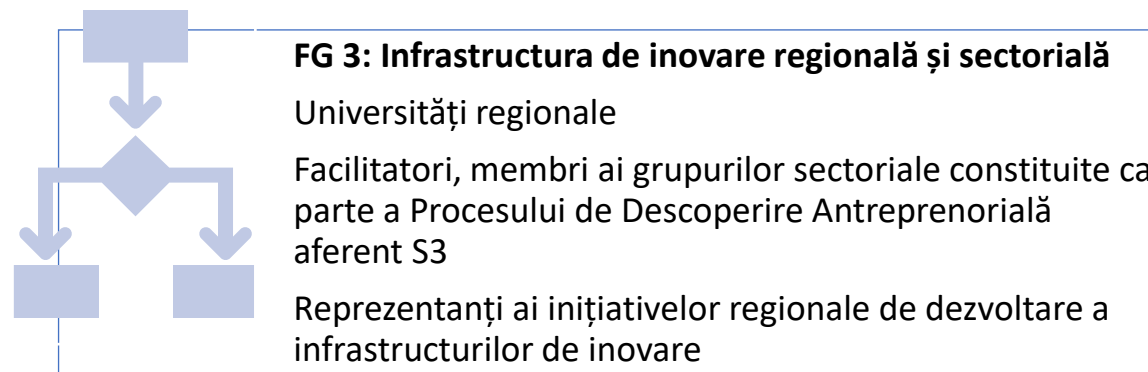 FG 3: Infrastructura de inovare regională și sectorială
Universități regionale
Facilitatori, membri ai grupurilor sectoriale constituite ca
parte a Procesului de Descoperire Antreprenorială
aferent S3
Reprezentanți ai inițiativelor regionale de dezvoltare a
infrastructurilor de inovare